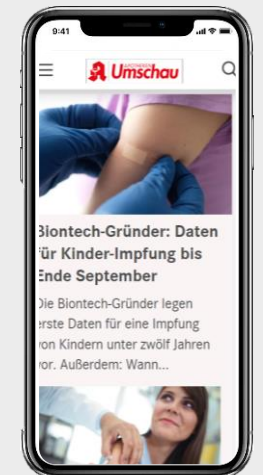 9:41
Umschau
Biontech-Gründer: Daten
für Kinder-Impfung bis
Ende September
Die Biontech-Gründer legen
erste Daten für eine Impfung
von Kindern unter zwölf Jahren
vor. Außerdem: Wann...